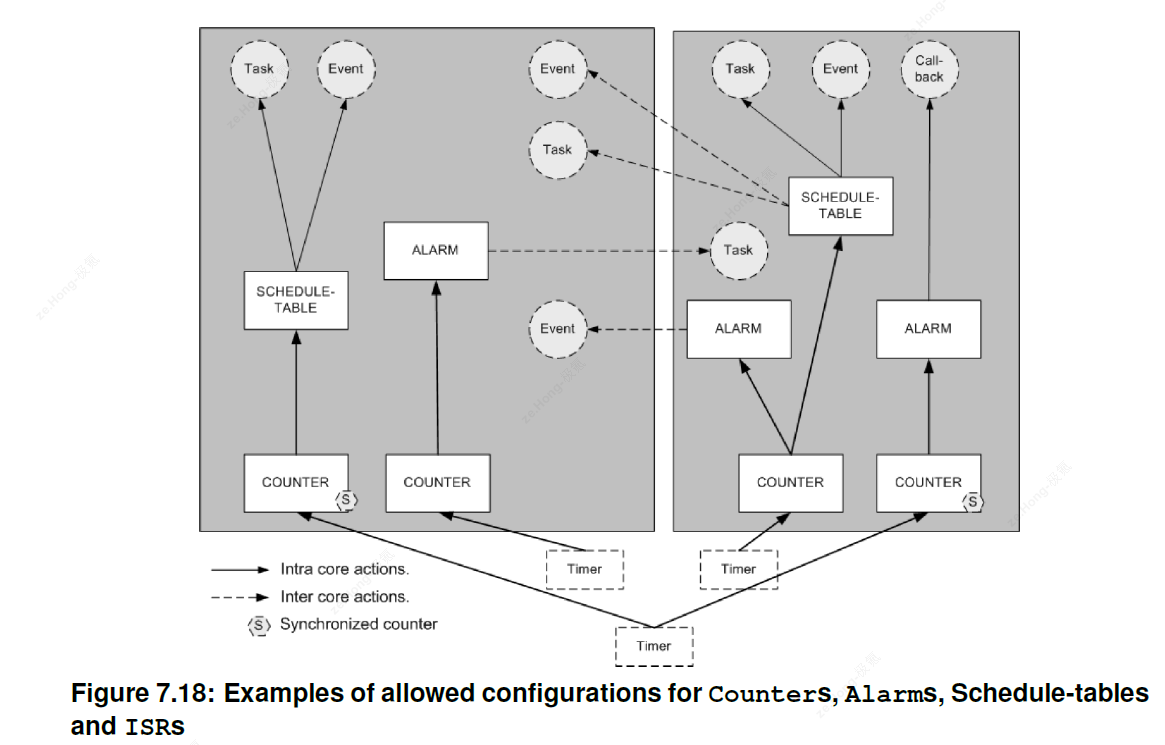 Task
Event
Event
Task
Event
Call-
back
Task
SCHEDULE-
TABLE
ALARM
Task
SCHEDULE-
TABLE
Event
ALARM
ALARM
COUNTER
S
COUNTER
COUNTER
COUNTER
S
Timer
Timer
Intra core actions.
Inter core actions.
S Synchronized counter
Timer
Figure 7.18: Examples of allowed configurations for Counters, Alarms, Schedule-tables
and ISRs